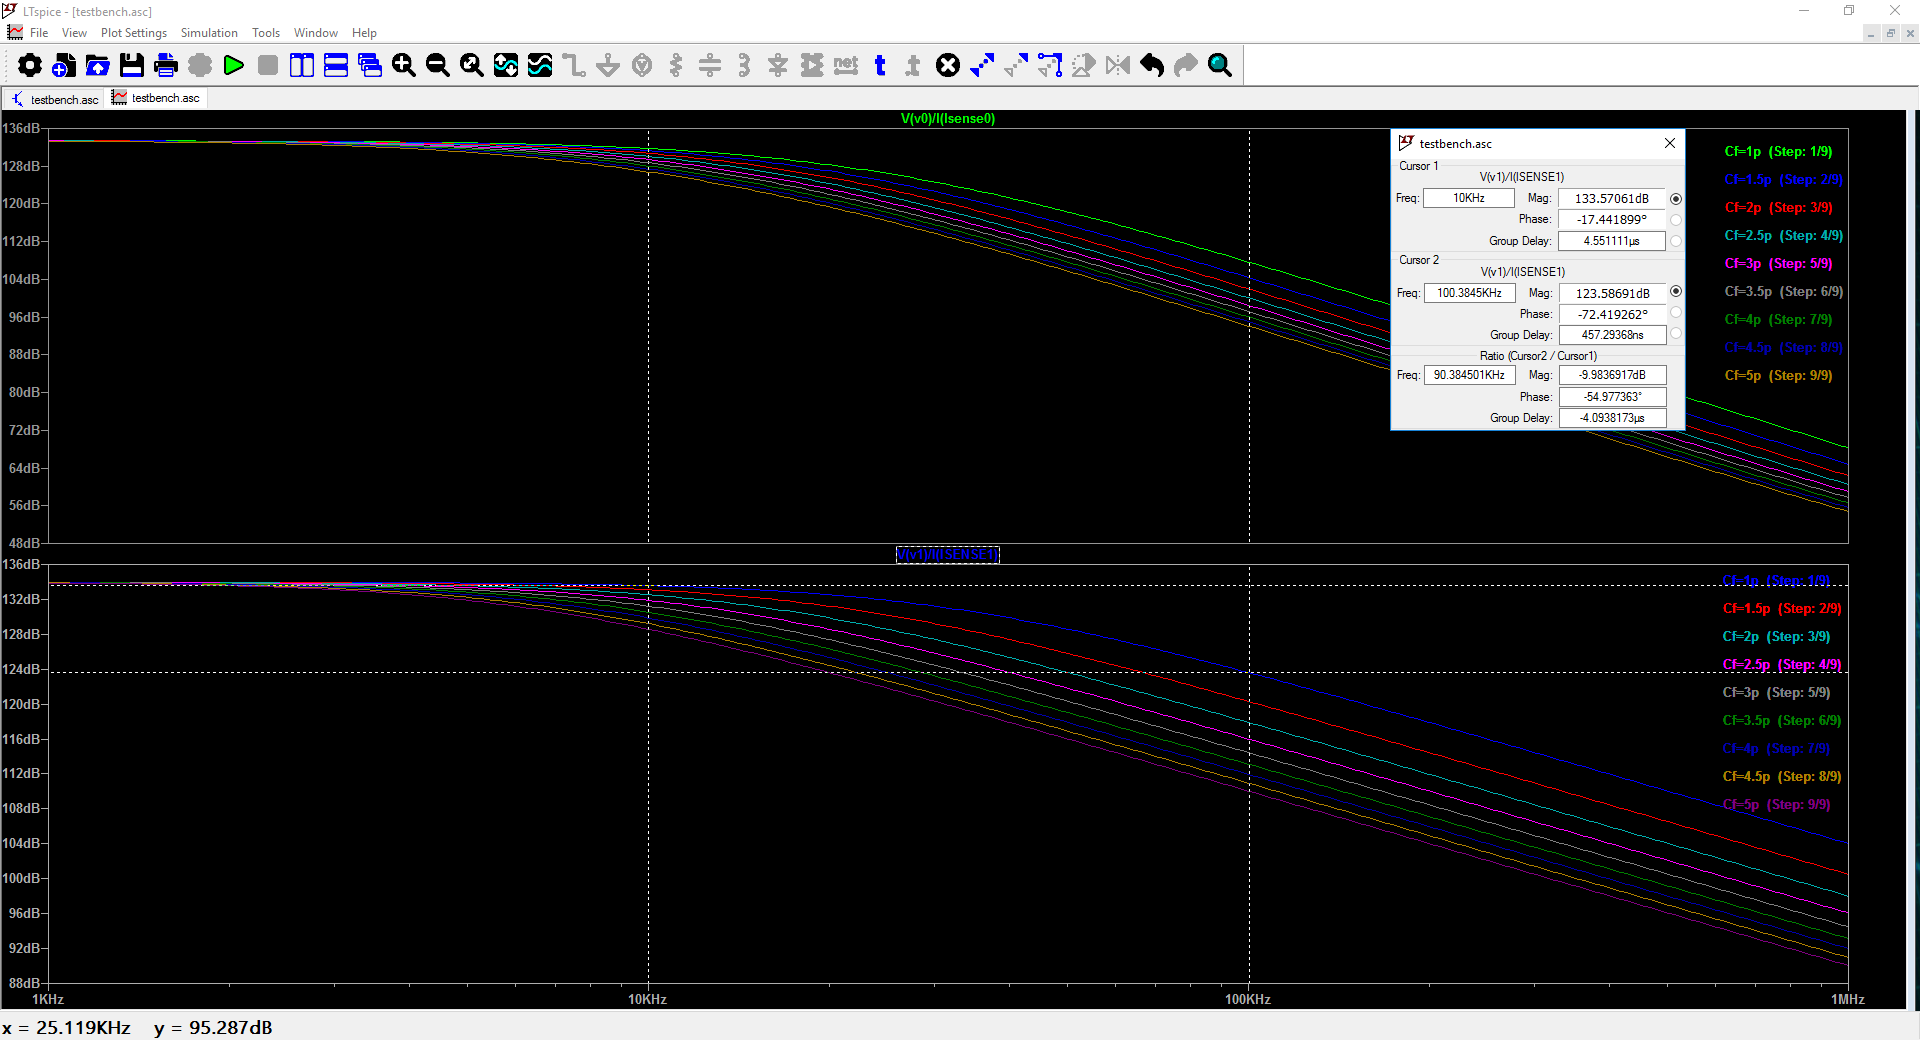 LTspice - [testbench.asc]
File View Plot Settings Simulation Tools Window Help
net
t
t
testbench.asc testbench.asc
V(v0)/I(Isense0)
136dB
128dB
120dB
112dB
104dB
96dB
88dB
80dB
72dB
64dB
56dB
48dB
Cf=1p (Step: 1/9)
Cf=1.5p (Step: 2/9)
Cf=2p (Step: 3/9)
Cf=2.5p (Step: 4/9)
Cf=3p (Step: 5/9)
Cf=3.5p (Step: 6/9)
Cf=4p (Step: 7/9)
Cf=4.5p (Step: 8/9)
Cf=5p (Step: 9/9)
testbench.asc
Cursor 1
V(v1)/I(ISENSE1)
Freq: 10KHz Mag: 133.57061dB
Phase: -17.441899°
Group Delay: 4.551111µs
Cursor 2
V(v1)/I(ISENSE1)
Freq: 100.3845KHz Mag: 123.58691dB
Phase: -72.419262°
Group Delay: 457.29368ns
Ratio (Cursor2 / Cursor1)
Freq: 90.384501KHz Mag: -9.9836917dB
Phase: -54.977363°
Group Delay: -4.0938173µs
V(v1)/I(ISENSE1)
136dB
132dB
128dB
124dB
120dB
116dB
112dB
108dB
104dB
100dB
96dB
92dB
88dB
Cf=1p (Step: 1/9)
Cf=1.5p (Step: 2/9)
Cf=2p (Step: 3/9)
Cf=2.5p (Step: 4/9)
Cf=3p (Step: 5/9)
Cf=3.5p (Step: 6/9)
Cf=4p (Step: 7/9)
Cf=4.5p (Step: 8/9)
Cf=5p (Step: 9/9)
1KHz 10KHz 100KHz 1MHz
x = 25.119KHz y = 95.287dB